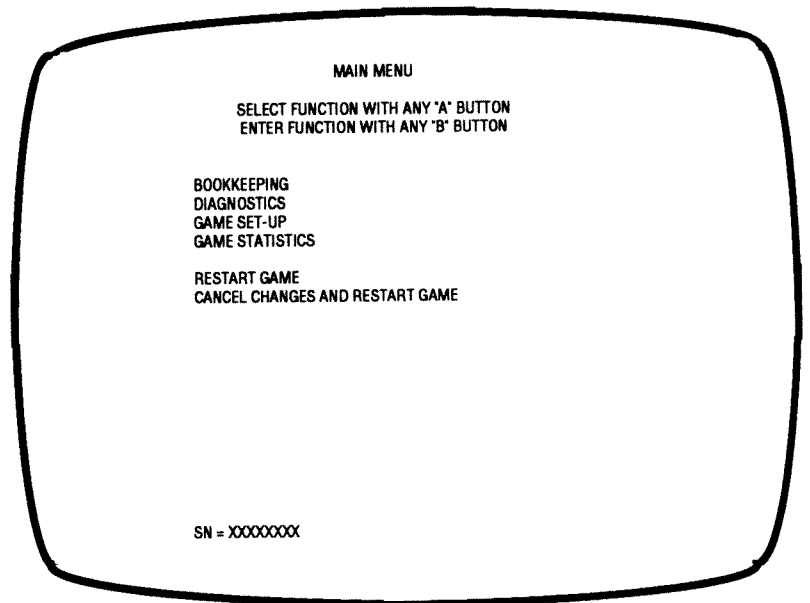 MAIN MENU
SELECT FUNCTION WITH ANY "A" BUTTON
ENTER FUNCTION WITH ANY "B" BUTTON
BOOKKEEPING
DIAGNOSTICS
GAME SET-UP
GAME STATISTICS
RESTART GAME
CANCEL CHANGES AND RESTART GAME
SN = XXXXXXXX